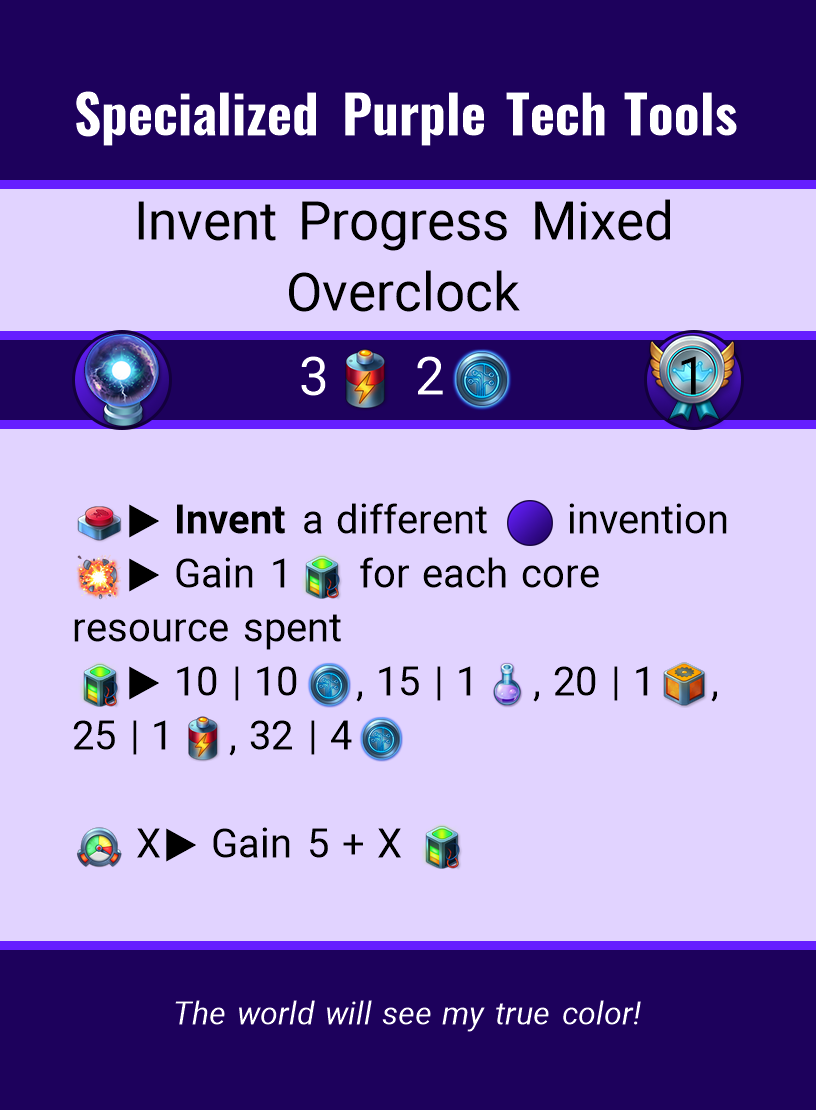 Specialized Purple Tech Tools
Invent Progress Mixed
Overclock
3 2 1
Invent a different invention
Gain 1 for each core
resource spent
10 | 10 , 15 | 1 , 20 | 1 ,
25 | 1 , 32 | 4
X▶ Gain 5 + X
The world will see my true color!